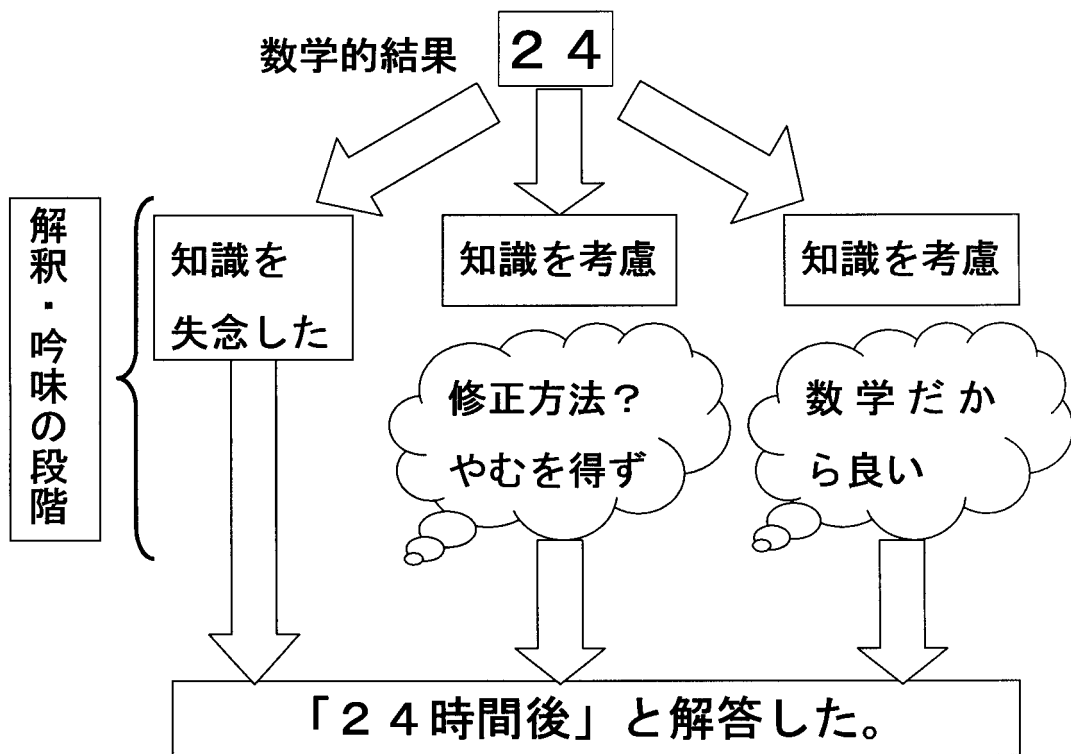 数学的結果
２４
解釈・吟味の段階
知識を
失念した
知識を考慮
修正方法？
やむを得ず
知識を考慮
数学だか
ら良い
「２４時間後」と解答した。